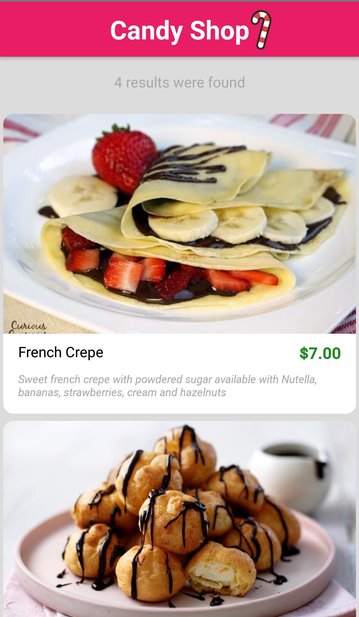 Candy Shop
4 results were found
Curious
French Crepe
$7.00
Sweet french crepe with powdered sugar available with Nutella,
bananas, strawberries, cream and hazelnuts